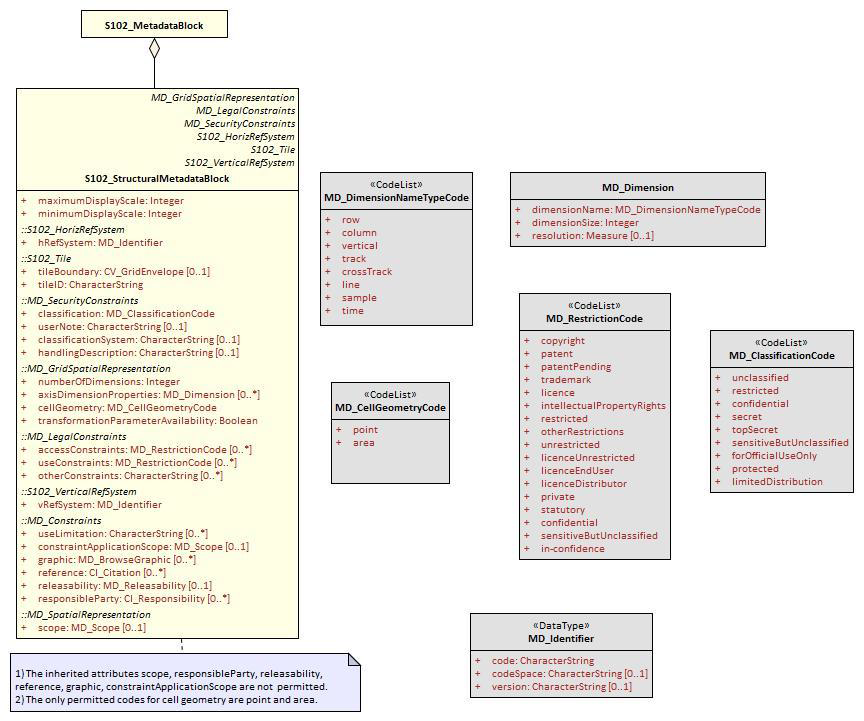 S102_MetadataBlock
MD_GridSpatialRepresentation
MD_LegalConstraints
MD_SecurityConstraints
S102_HorizRefSystem
S102_Tile
S102_VerticalRefSystem
S102_StructuralMetadataBlock
+ maximumDisplayScale: Integer
+ minimumDisplayScale: Integer
::S102_HorizRefSystem
+ hRefSystem: MD_Identifier
::S102_Tile
+ tileBoundary: CV_GridEnvelope [0..1]
+ tileID: CharacterString
::MD_SecurityConstraints
+ classification: MD_ClassificationCode
+ userNote: CharacterString [0..1]
+ classificationSystem: CharacterString [0..1]
+ handlingDescription: CharacterString [0..1]
::MD_GridSpatialRepresentation
+ numberOfDimensions: Integer
+ axisDimensionProperties: MD_Dimension [0..*]
+ cellGeometry: MD_CellGeometryCode
+ transformationParameterAvailability: Boolean
::MD_LegalConstraints
+ accessConstraints: MD_RestrictionCode [0..*]
+ useConstraints: MD_RestrictionCode [0..*]
+ otherConstraints: CharacterString [0..*]
::S102_VerticalRefSystem
+ vRefSystem: MD_Identifier
::MD_Constraints
+ useLimitation: CharacterString [0..*]
+ constraintApplicationScope: MD_Scope [0..1]
+ graphic: MD_BrowseGraphic [0..*]
+ reference: CI_Citation [0..*]
+ releasability: MD_Releasability [0..1]
+ responsibleParty: CI_Responsibility [0..*]
::MD_SpatialRepresentation
+ scope: MD_Scope [0..1]
1) The inherited attributes scope, responsibleParty, releasability,
reference, graphic, constraintApplicationScope are not permitted.
2) The only permitted codes for cell geometry are point and area.
«CodeList»
MD_DimensionNameTypeCode
+ row
+ column
+ vertical
+ track
+ crossTrack
+ line
+ sample
+ time
«CodeList»
MD_CellGeometryCode
+ point
+ area
MD_Dimension
+ dimensionName: MD_DimensionNameTypeCode
+ dimensionSize: Integer
+ resolution: Measure [0..1]
«CodeList»
MD_RestrictionCode
+ copyright
+ patent
+ patentPending
+ trademark
+ licence
+ intellectualPropertyRights
+ restricted
+ otherRestrictions
+ unrestricted
+ licenceUnrestricted
+ licenceEndUser
+ licenceDistributor
+ private
+ statutory
+ confidential
+ sensitiveButUnclassified
+ in-confidence
«CodeList»
MD_ClassificationCode
+ unclassified
+ restricted
+ confidential
+ secret
+ topSecret
+ sensitiveButUnclassified
+ forOfficialUseOnly
+ protected
+ limitedDistribution
«DataType»
MD_Identifier
+ code: CharacterString
+ codeSpace: CharacterString [0..1]
+ version: CharacterString [0..1]